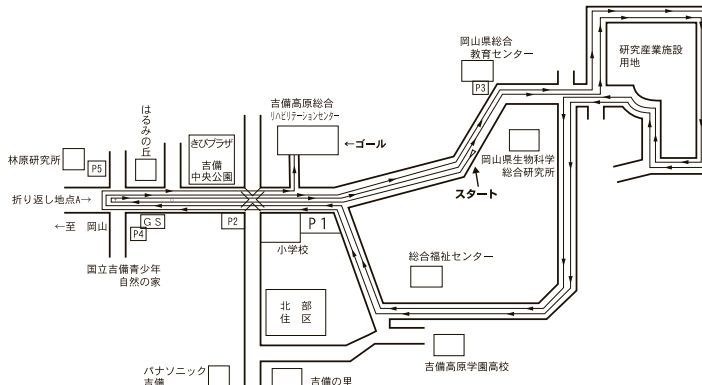 岡山県総合
教育センター
P3
研究産業施設
用地
はるみの丘
きびプラザ
吉備
中央公園
吉備高原総合
リハビリテーションセンター
←ゴール
林原研究所
P5
岡山県生物科学
総合研究所
スタート
折り返し地点A→
←至 岡山
GS
P4
P2
P1
小学校
国立吉備青少年
自然の家
総合福祉センター
北部
住区
吉備高原学園高校
パナソニック
吉備
吉備の里